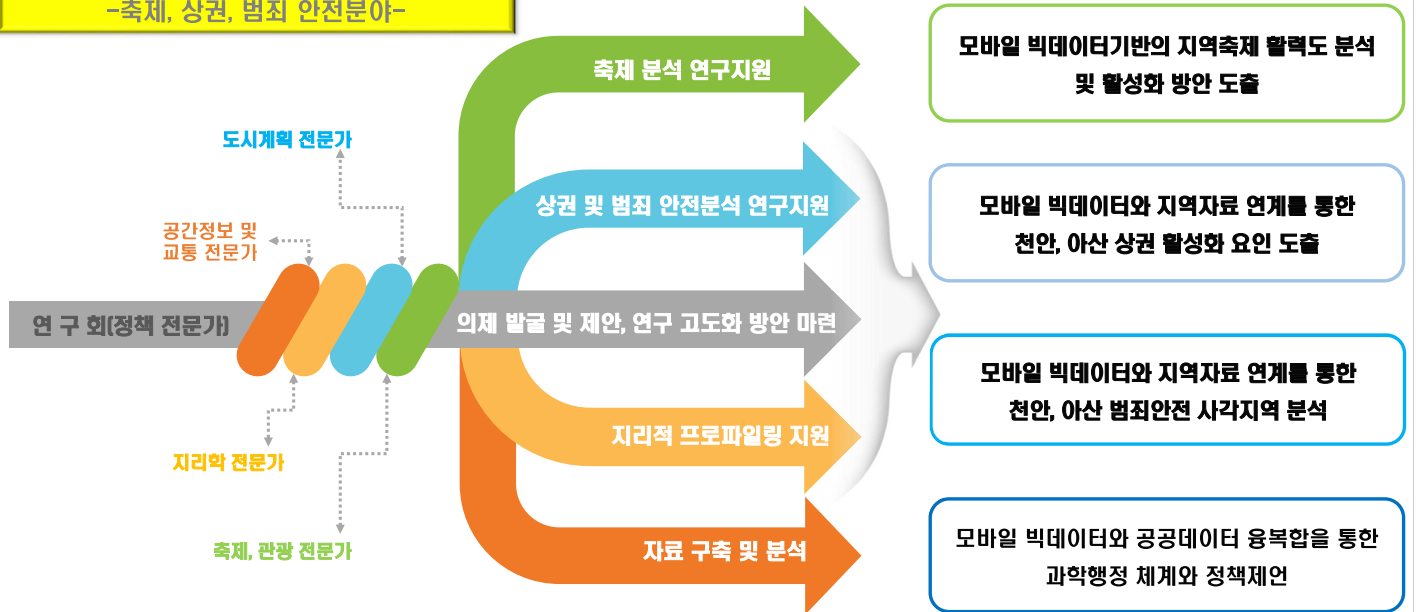 -축제, 상권, 범죄 안전분야-
축제 분석 연구지원
모바일 빅데이터기반의 지역축제 활력도 분석
및 활성화 방안 도출
도시계획 전문가
상권 및 범죄 안전분석 연구지원
모바일 빅데이터와 지역자료 연계를 통한
천안, 아산 상권 활성화 요인 도출
공간정보 및
교통 전문가
연 구 회(정책 전문가)
의제 발굴 및 제안, 연구 고도화 방안 마련
모바일 빅데이터와 지역자료 연계를 통한
천안, 아산 범죄안전 사각지역 분석
지리적 프로파일링 지원
지리학 전문가
축제, 관광 전문가
자료 구축 및 분석
모바일 빅데이터와 공공데이터 융복합을 통한
과학행정 체계와 정책제언